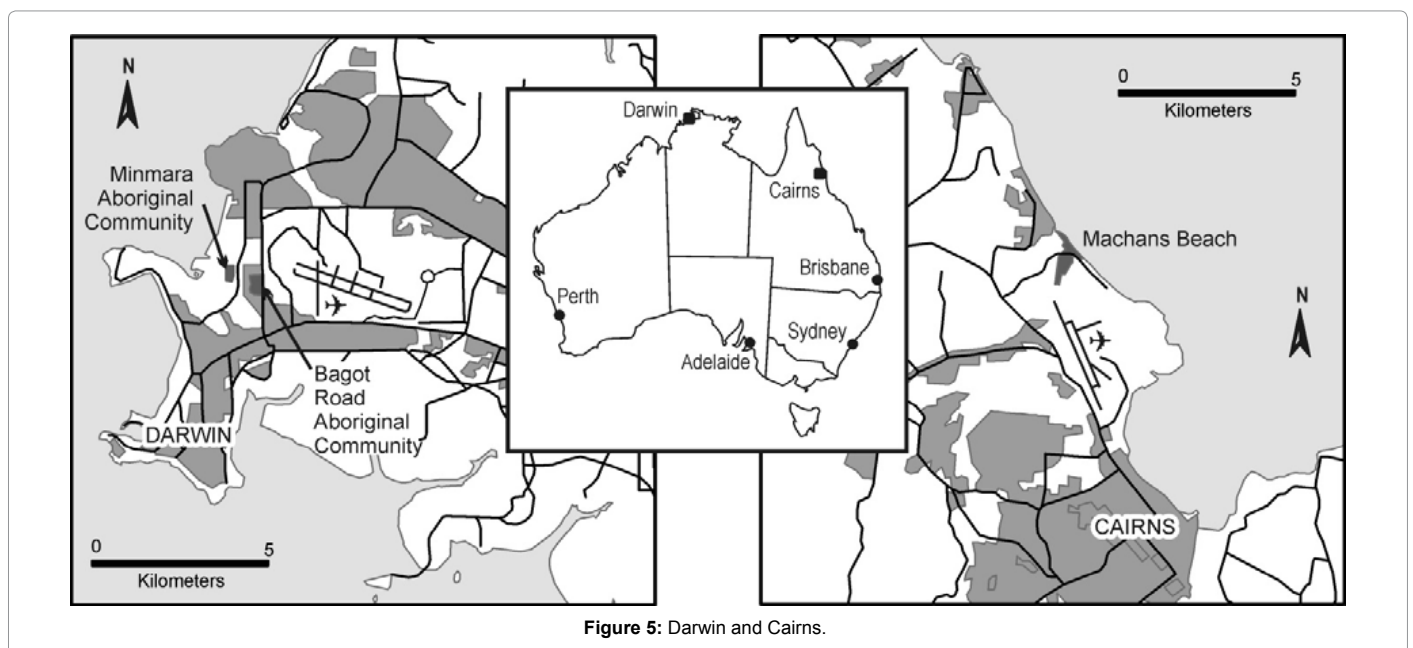 N
Minmara
Aboriginal
Community
Bagot
Road
Aboriginal
Community
DARWIN
0 5
Kilometers
Darwin
Cairns
Brisbane
Perth
Sydney
Adelaide
0 5
Kilometers
Machans Beach
N
CAIRNS
Figure 5: Darwin and Cairns.